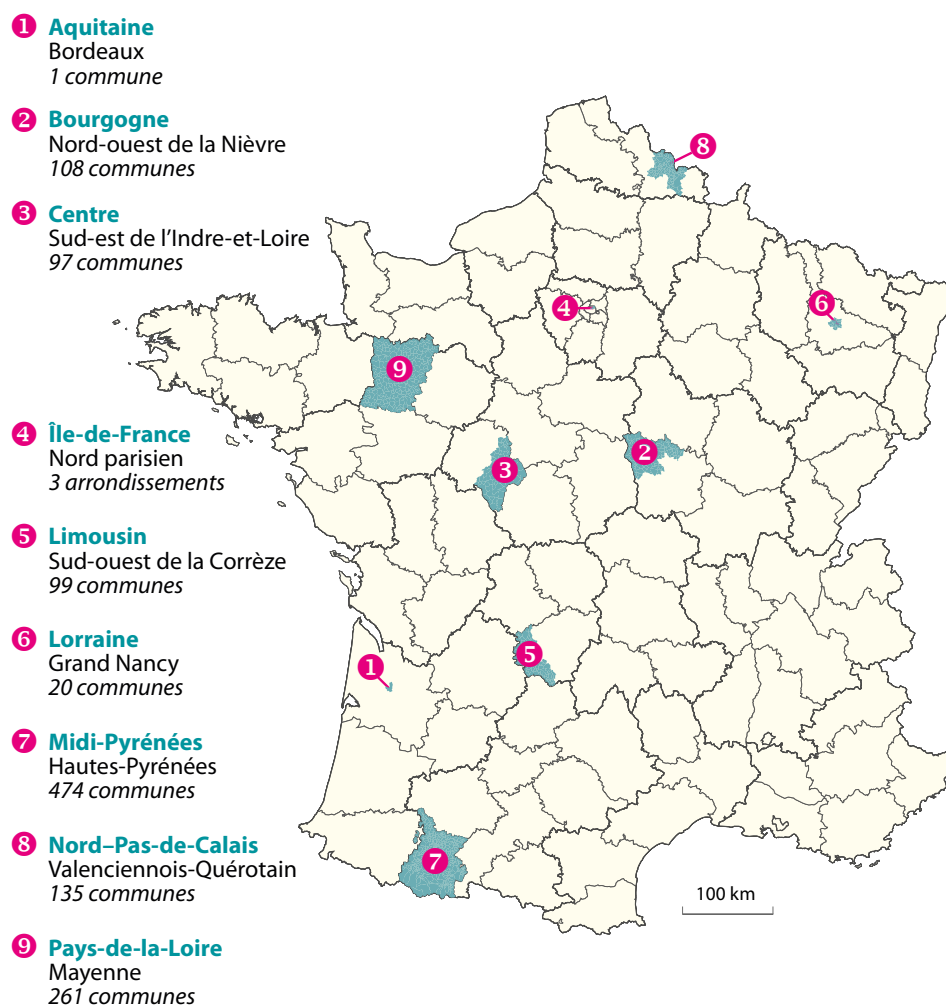 1 Aquitaine
Bordeaux
1 commune
2 Bourgogne
Nord-ouest de la Nièvre
108 communes
3 Centre
Sud-est de l'Indre-et-Loire
97 communes
4 Île-de-France
Nord parisien
3 arrondissements
5 Limousin
Sud-ouest de la Corrèze
99 communes
6 Lorraine
Grand Nancy
20 communes
7 Midi-Pyrénées
Hautes-Pyrénées
474 communes
8 Nord–Pas-de-Calais
Valenciennois-Quérotain
135 communes
9 Pays-de-la-Loire
Mayenne
261 communes
8
4
6
9
2
3
5
1
7
100 km